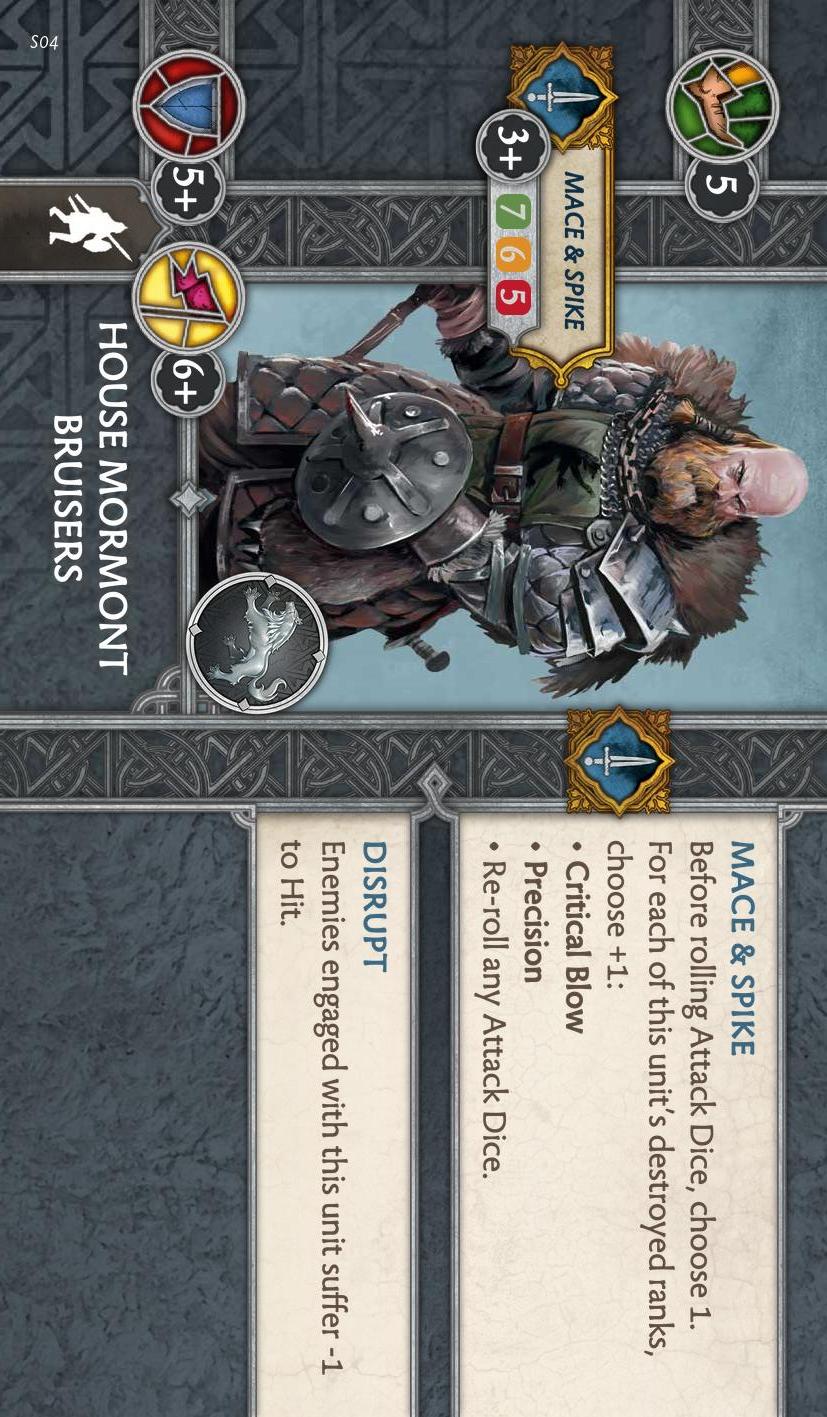 5
MACE & SPIKE
3+
7 6 5
5+
6+
HOUSE MORMONT
BRUISERS
S04
MACE & SPIKE
Before rolling Attack Dice, choose 1.
For each of this unit's destroyed ranks,
choose +1:
• Critical Blow
• Precision
• Re-roll any Attack Dice.
DISRUPT
Enemies engaged with this unit suffer -1
to Hit.